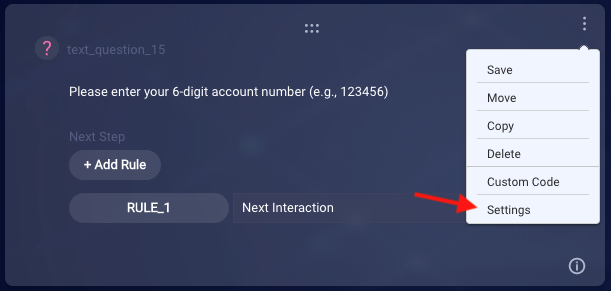 text_question_15
Please enter your 6-digit account number (e.g., 123456)
Next Step
+ Add Rule
RULE_1
Next Interaction
Save
Move
Copy
Delete
Custom Code
Settings